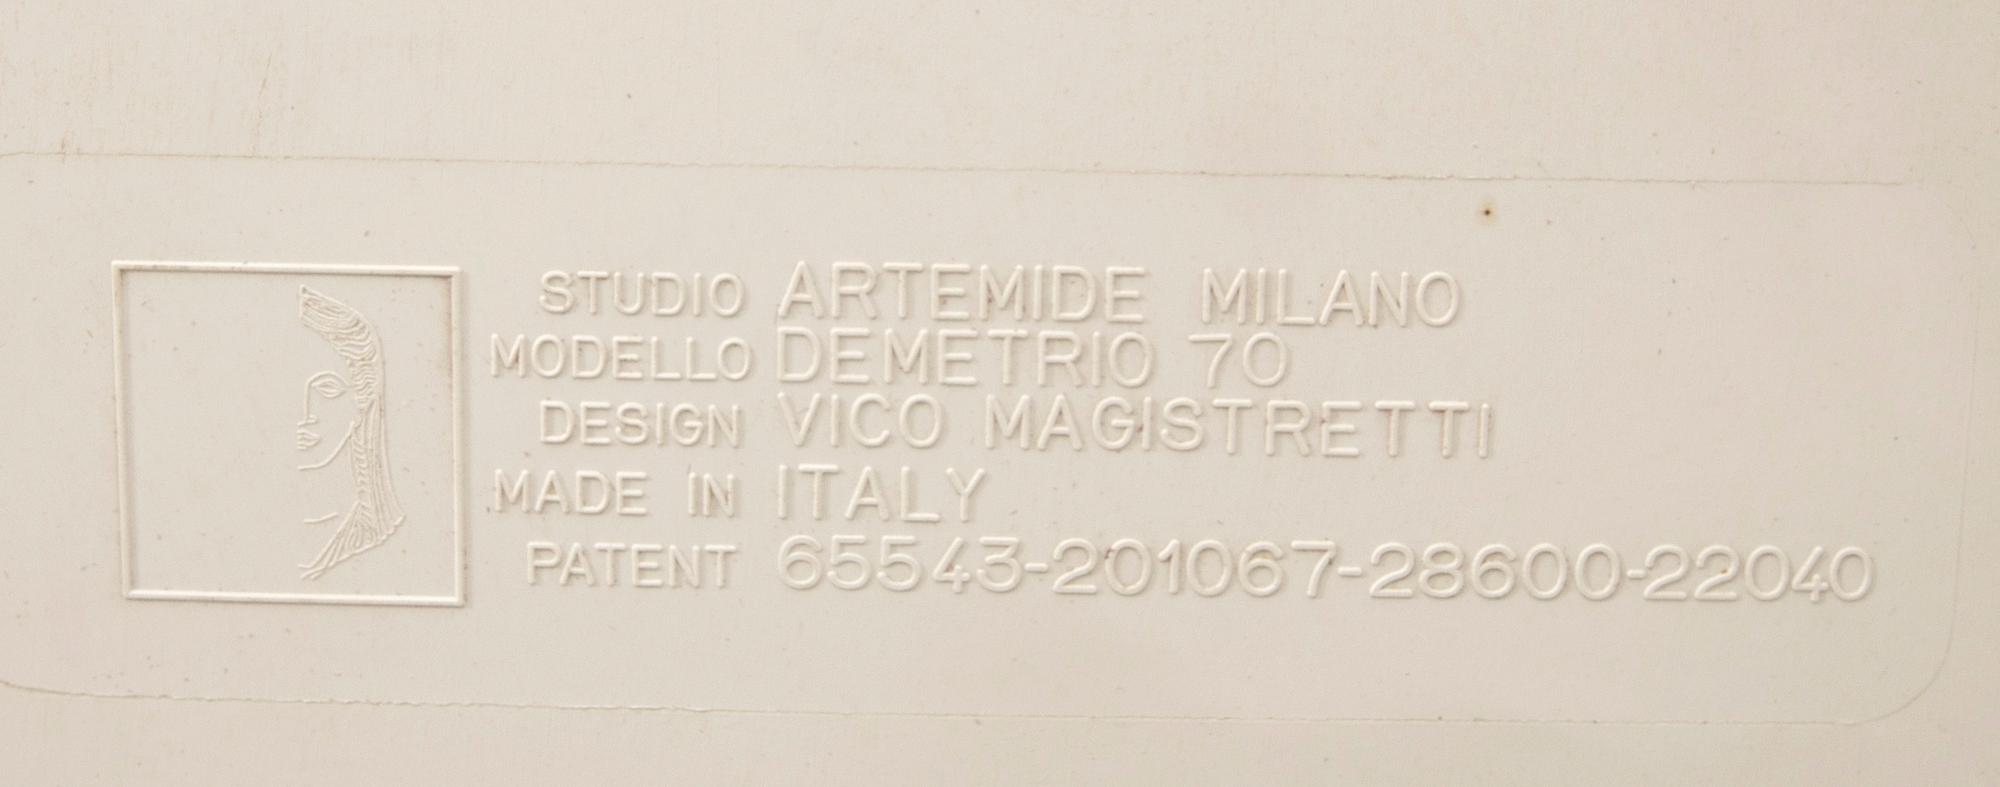 STUDIO ARTEMIDE MILANO
MODELLO DEMETRIO 70
DESIGN VICO MAGISTRETTI
MADE IN ITALY
PATENT 65543-201067-28600-22040